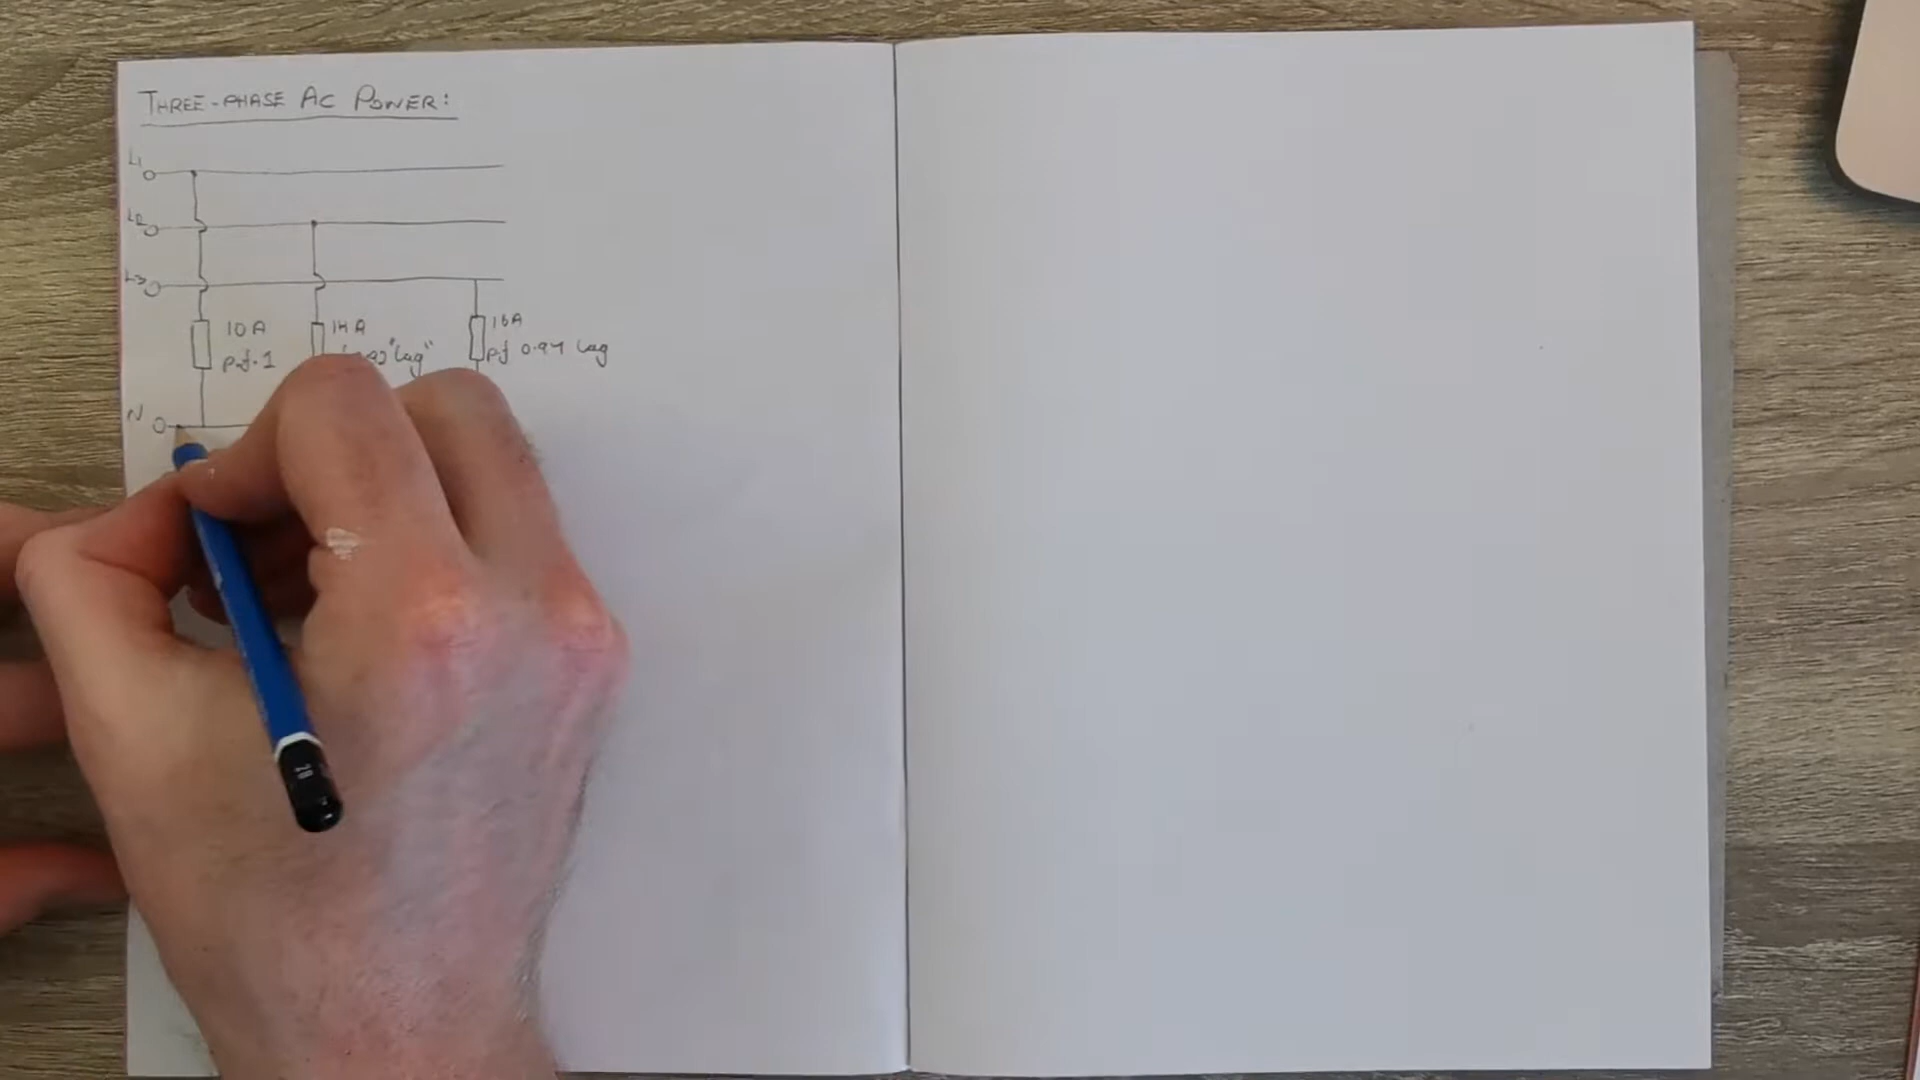 THREE-PHASE AC POWER:
L1
L2
L3
10A
p.f. 1
14A
"lag"
16A
pf 0.94 lag
N